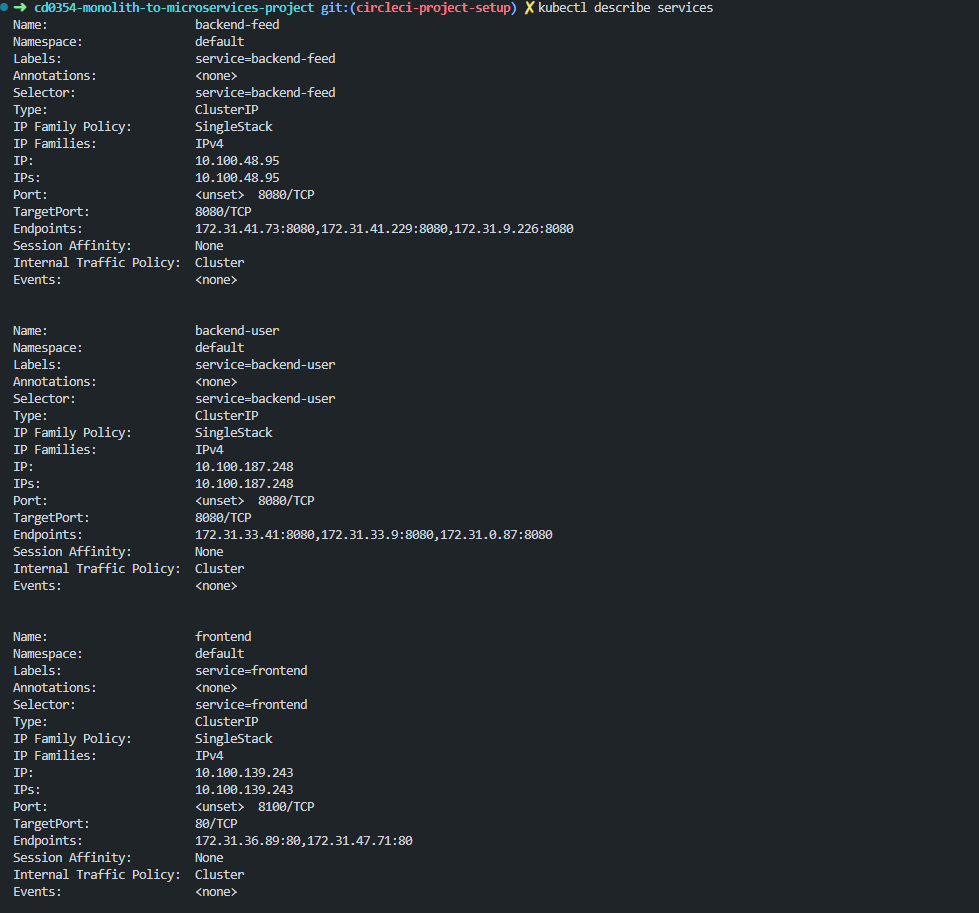 ➜ cd0354-monolith-to-microservices-project git:(circleci-project-setup) ✗ kubectl describe services
Name:                     backend-feed
Namespace:                default
Labels:                   service=backend-feed
Annotations:              <none>
Selector:                 service=backend-feed
Type:                     ClusterIP
IP Family Policy:         SingleStack
IP Families:              IPv4
IP:                       10.100.48.95
IPs:                      10.100.48.95
Port:                     <unset>  8080/TCP
TargetPort:               8080/TCP
Endpoints:                172.31.41.73:8080,172.31.41.229:8080,172.31.9.226:8080
Session Affinity:         None
Internal Traffic Policy:  Cluster
Events:                   <none>
Name:                     backend-user
Namespace:                default
Labels:                   service=backend-user
Annotations:              <none>
Selector:                 service=backend-user
Type:                     ClusterIP
IP Family Policy:         SingleStack
IP Families:              IPv4
IP:                       10.100.187.248
IPs:                      10.100.187.248
Port:                     <unset>  8080/TCP
TargetPort:               8080/TCP
Endpoints:                172.31.33.41:8080,172.31.33.9:8080,172.31.0.87:8080
Session Affinity:         None
Internal Traffic Policy:  Cluster
Events:                   <none>
Name:                     frontend
Namespace:                default
Labels:                   service=frontend
Annotations:              <none>
Selector:                 service=frontend
Type:                     ClusterIP
IP Family Policy:         SingleStack
IP Families:              IPv4
IP:                       10.100.139.243
IPs:                      10.100.139.243
Port:                     <unset>  8100/TCP
TargetPort:               80/TCP
Endpoints:                172.31.36.89:80,172.31.47.71:80
Session Affinity:         None
Internal Traffic Policy:  Cluster
Events:                   <none>